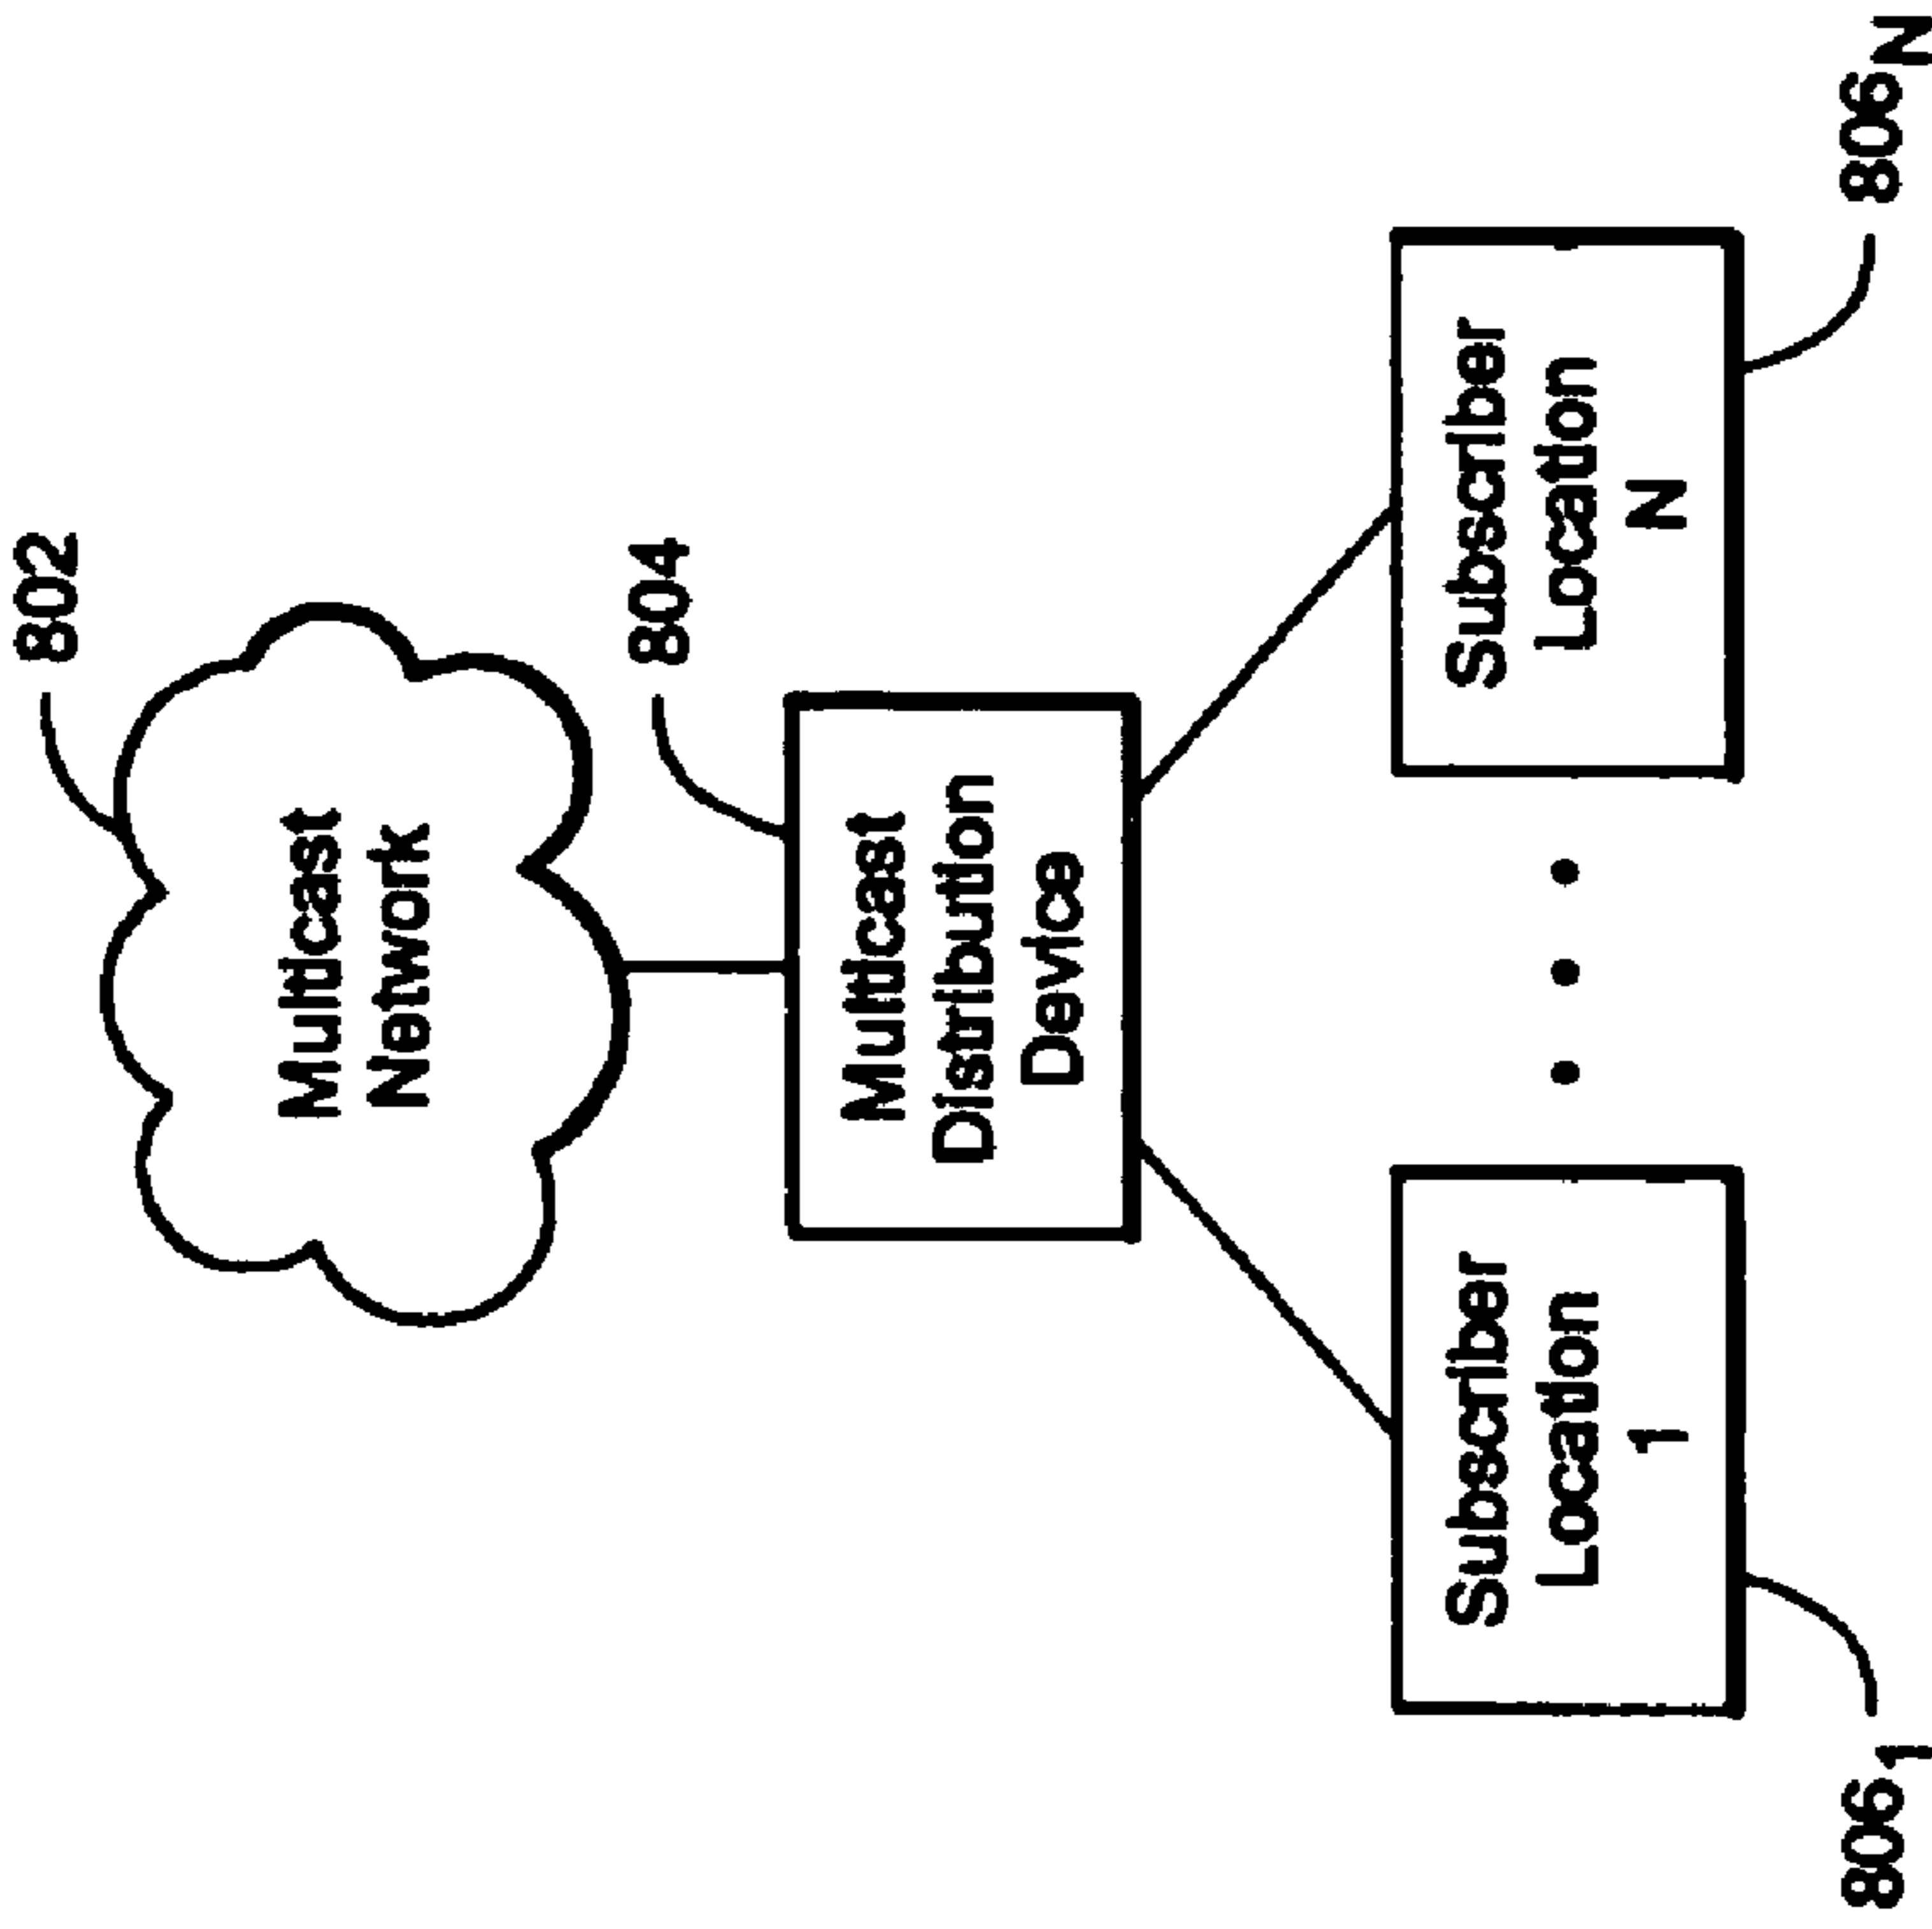 802
Multicast
Network
804
Multicast
Distribution
Device
Subscriber
Location
1
Subscriber
Location
N
806₁
806N